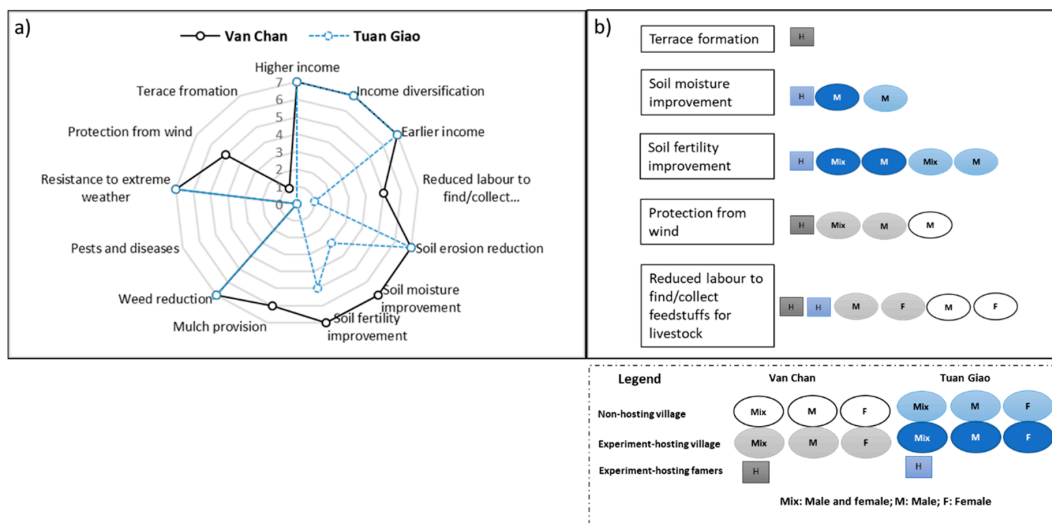 a)
Van Chan
Tuan Giao
Higher income
Income diversification
Earlier income
Reduced labour to
find/collect...
Soil erosion reduction
Soil moisture
improvement
Soil fertility
improvement
Mulch provision
Weed reduction
Pests and diseases
Resistance to extreme
weather
Protection from wind
Terace fromation
7
6
5
4
3
2
1
0
b)
Terrace formation
H
Soil moisture
improvement
H M M
Soil fertility
improvement
H Mix M Mix M
Protection from
wind
H Mix M M
Reduced labour to
find/collect
feedstuffs for
livestock
H H M F M F
Legend
Van Chan
Tuan Giao
Non-hosting village
Mix M F Mix M F
Experiment-hosting village
Mix M F Mix M F
Experiment-hosting famers
H H
Mix: Male and female; M: Male; F: Female